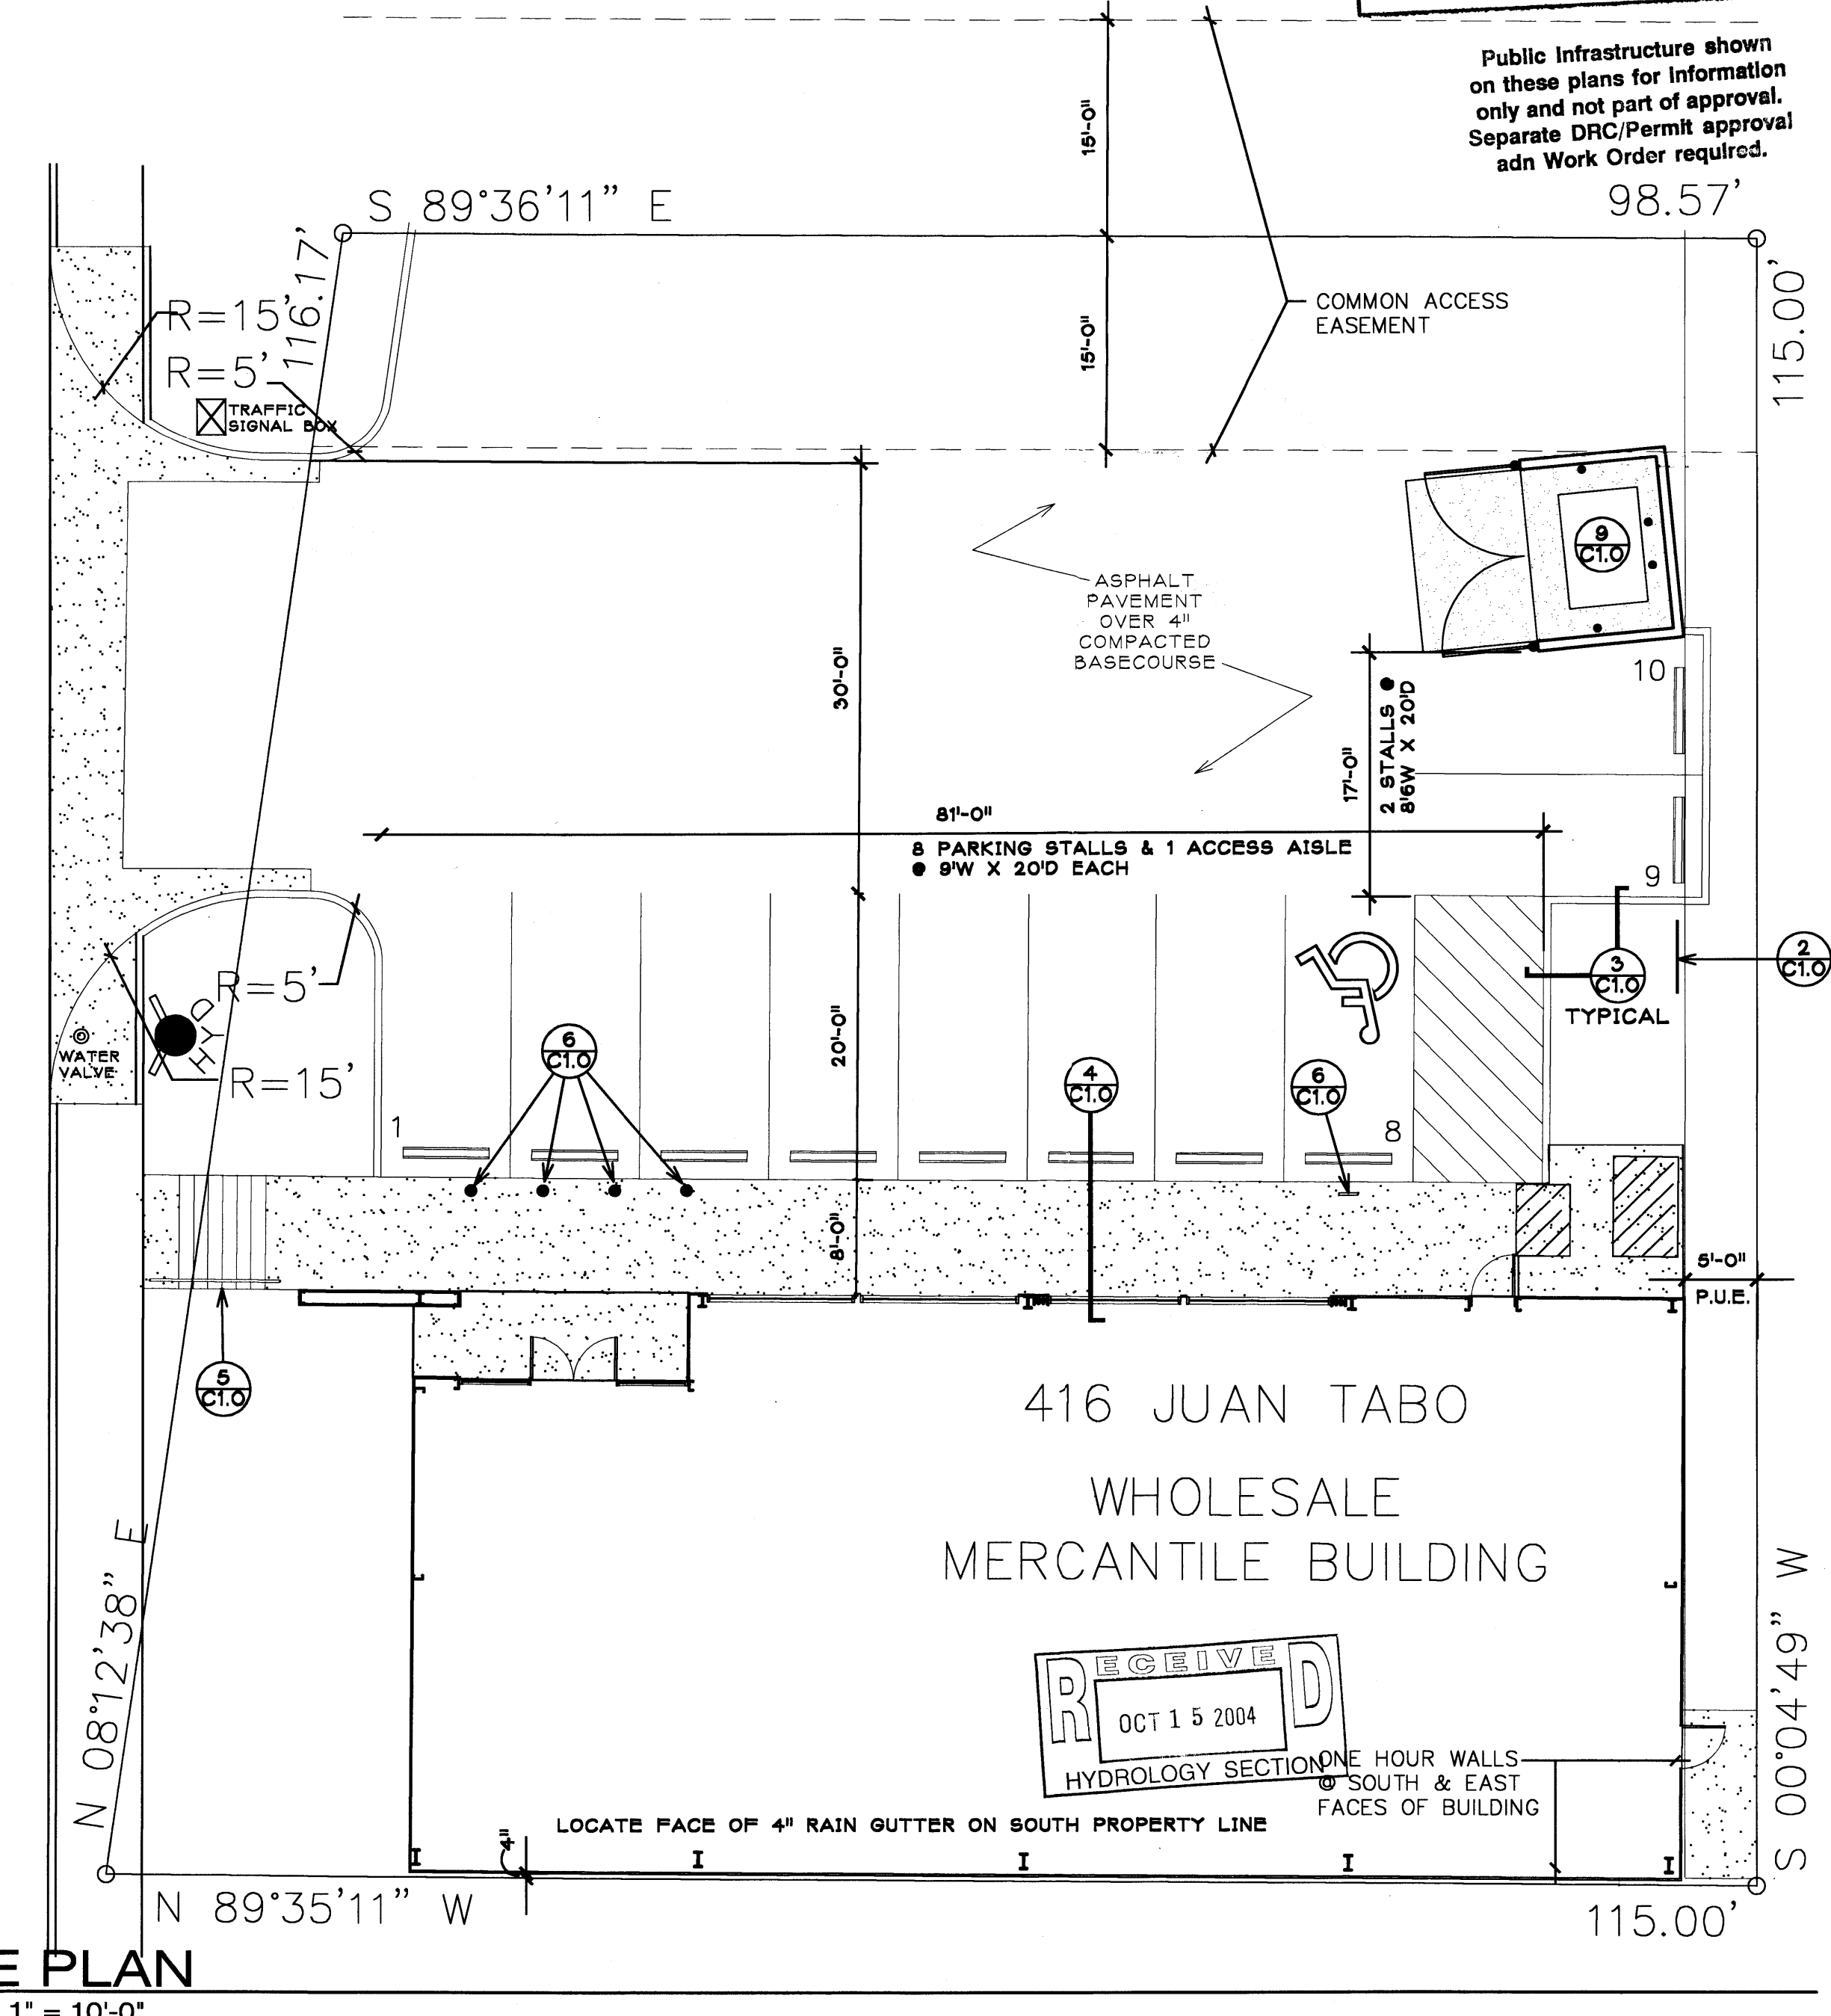 Public Infrastructure shown
on these plans for Information
only and not part of approval.
Separate DRC/Permit approval
adn Work Order required.
15'-0"
S 89°36'11" E
98.57'
116.17'
115.00'
R=15'
R=5'
TRAFFIC
SIGNAL BOX
15'-0"
COMMON ACCESS
EASEMENT
9
C1.0
ASPHALT
PAVEMENT
OVER 4"
COMPACTED
BASECOURSE
30'-0"
10
2 STALLS @
8'6W X 20'D
17'-0"
81'-0"
8 PARKING STALLS & 1 ACCESS AISLE
@ 9'W X 20'D EACH
9
3
C1.0
TYPICAL
2
C1.0
R=5'
HYD
WATER
VALVE
R=15'
6
C1.0
20'-0"
4
C1.0
6
C1.0
1
8
8'-0"
5'-0"
P.U.E.
5
C1.0
416 JUAN TABO
WHOLESALE
MERCANTILE BUILDING
N 08°12'38" E
S 00°04'49" W
RECEIVED
OCT 15 2004
HYDROLOGY SECTION
ONE HOUR WALLS
@ SOUTH & EAST
FACES OF BUILDING
LOCATE FACE OF 4" RAIN GUTTER ON SOUTH PROPERTY LINE
4"
N 89°35'11" W
115.00'
E PLAN
1" = 10'-0"